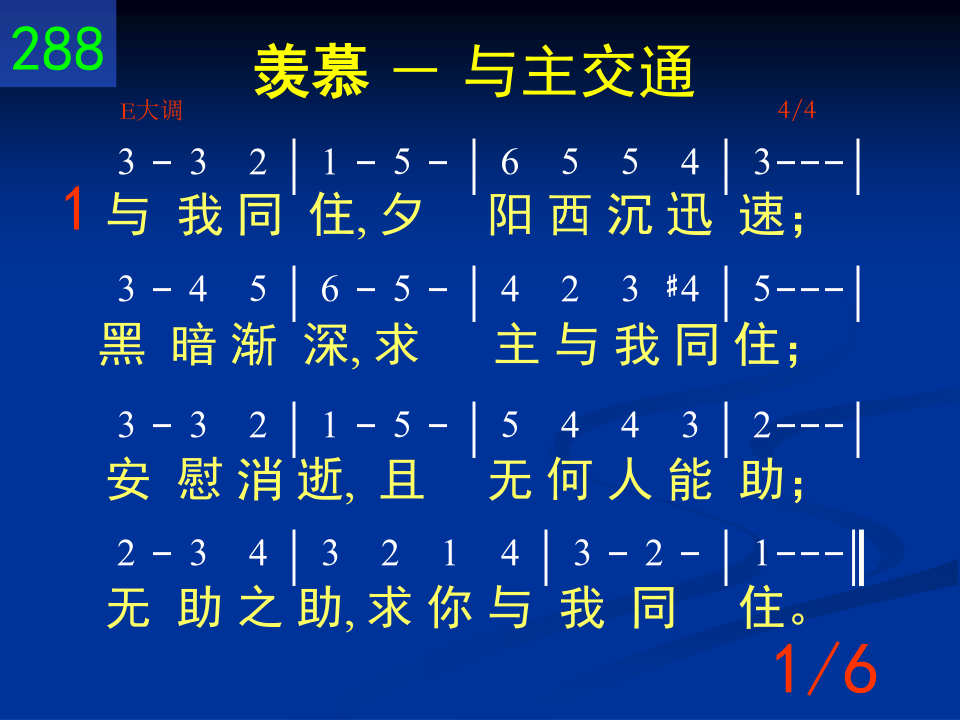 288
羡慕 － 与主交通
E大调 4/4
3 - 3 2 | 1 - 5 - | 6 5 5 4 | 3 - - - |
1 与 我 同 住, 夕 阳 西 沉 迅 速；
3 - 4 5 | 6 - 5 - | 4 2 3 #4 | 5 - - - |
黑 暗 渐 深, 求 主 与 我 同 住；
3 - 3 2 | 1 - 5 - | 5 4 4 3 | 2 - - - |
安 慰 消 逝, 且 无 何 人 能 助；
2 - 3 4 | 3 2 1 4 | 3 - 2 - | 1 - - - ‖
无 助 之 助, 求 你 与 我 同 住。
1/6